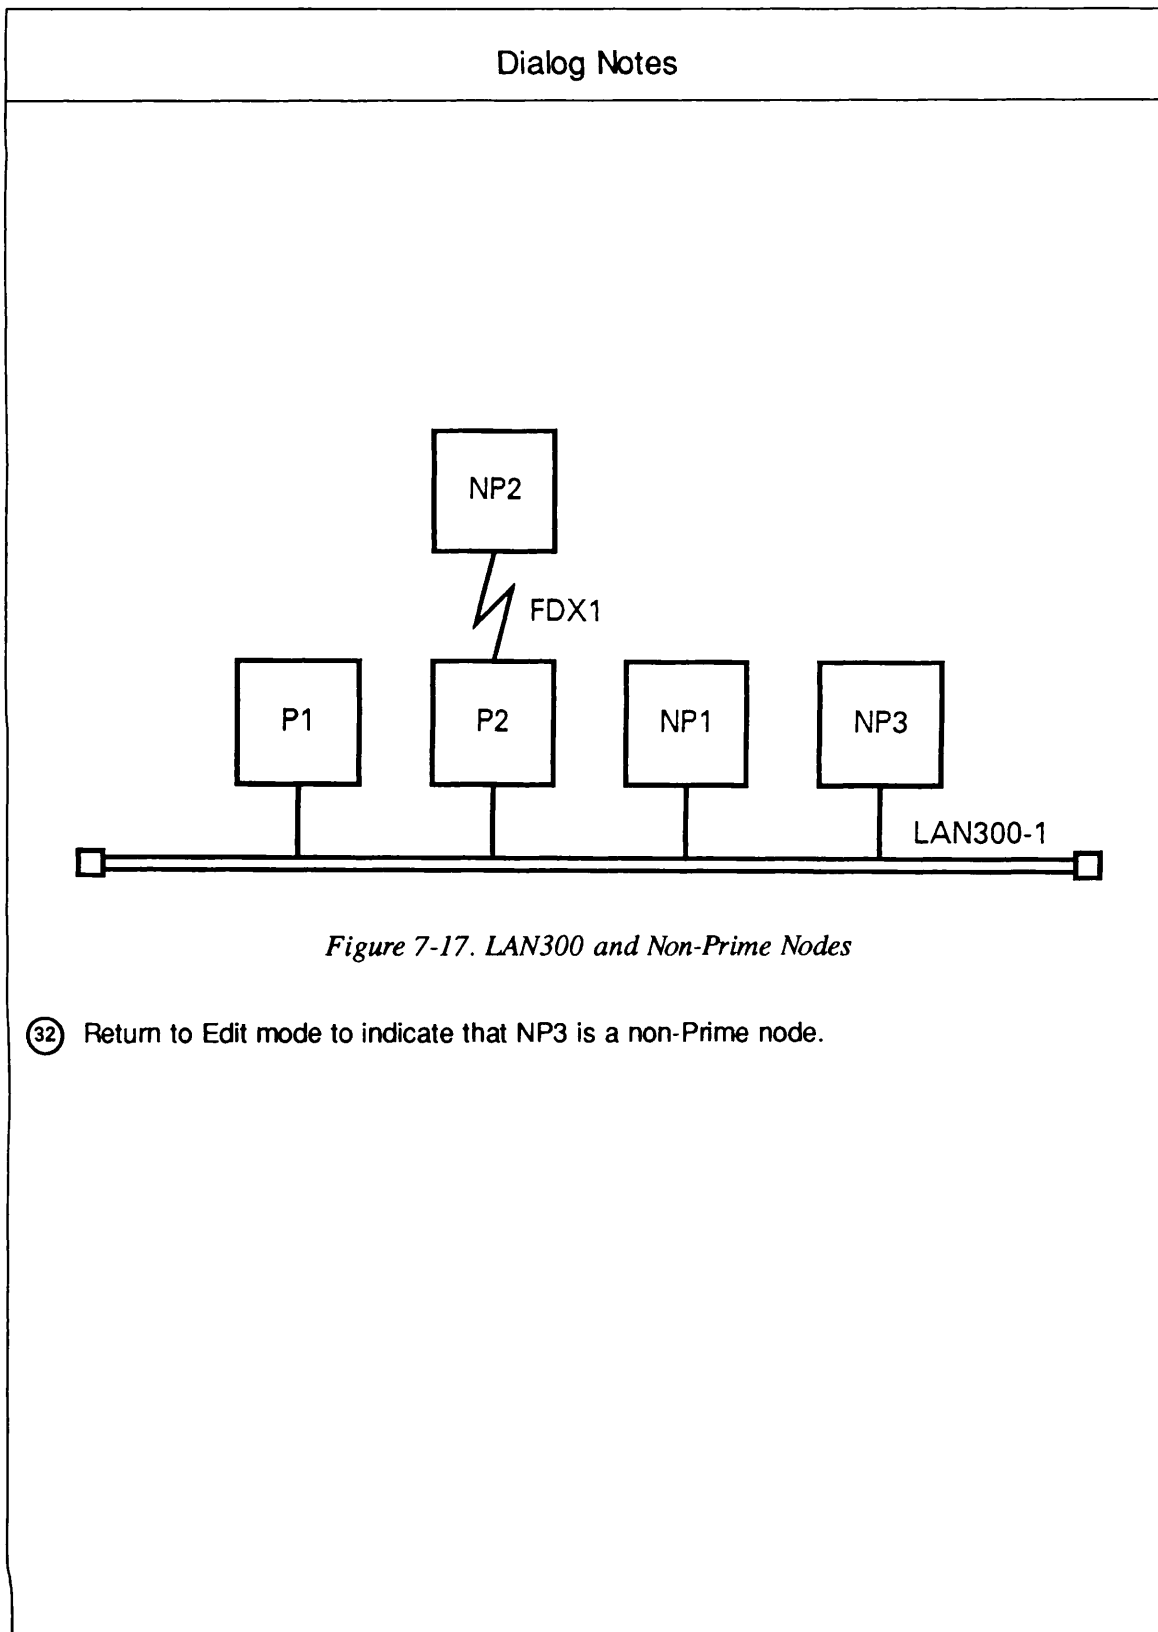 Dialog Notes
NP2
FDX1
P1 P2 NP1 NP3
LAN300-1
Figure 7-17. LAN300 and Non-Prime Nodes
32 Return to Edit mode to indicate that NP3 is a non-Prime node.